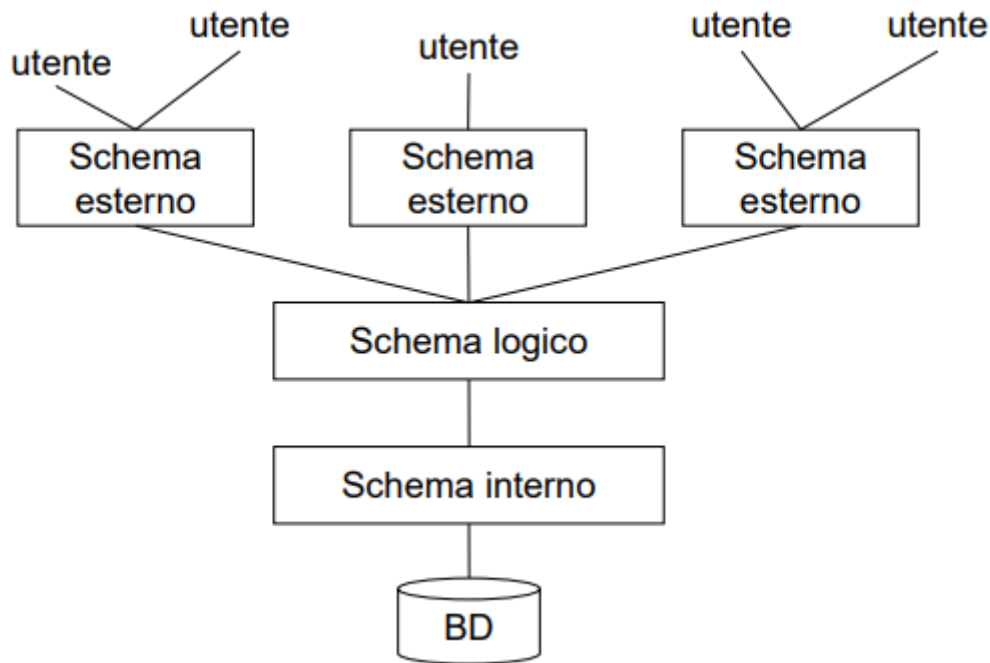 utente
utente
utente
utente
utente
Schema
esterno
Schema
esterno
Schema
esterno
Schema logico
Schema interno
BD